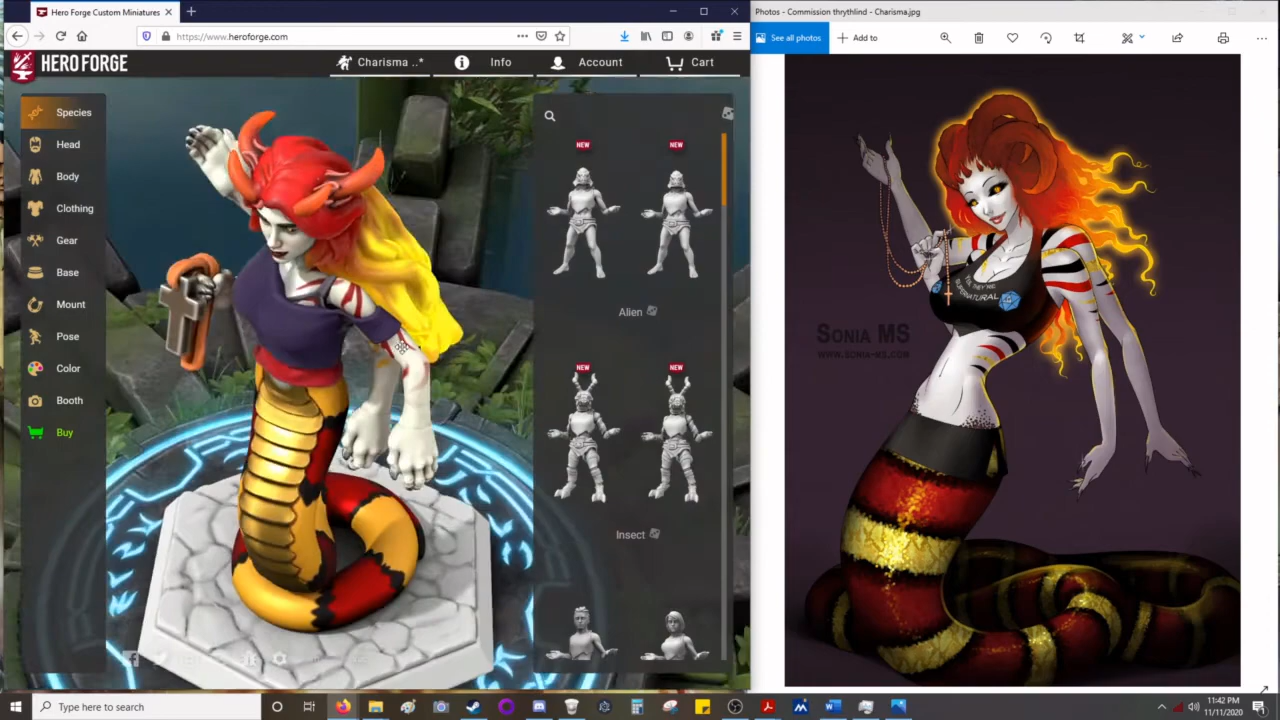 Hero Forge Custom Miniatures
https://www.heroforge.com
HERO FORGE
Charisma ..*
Info
Account
Cart
Species
Head
Body
Clothing
Gear
Base
Mount
Pose
Color
Booth
Buy
NEW
NEW
Alien
NEW
NEW
Insect
Photos - Commission thrythlind - Charisma.jpg
See all photos
Add to
SUPERNATURAL
SONIA MS
WWW.SONIA-MS.COM
Type here to search
11:42 PM
11/11/2020